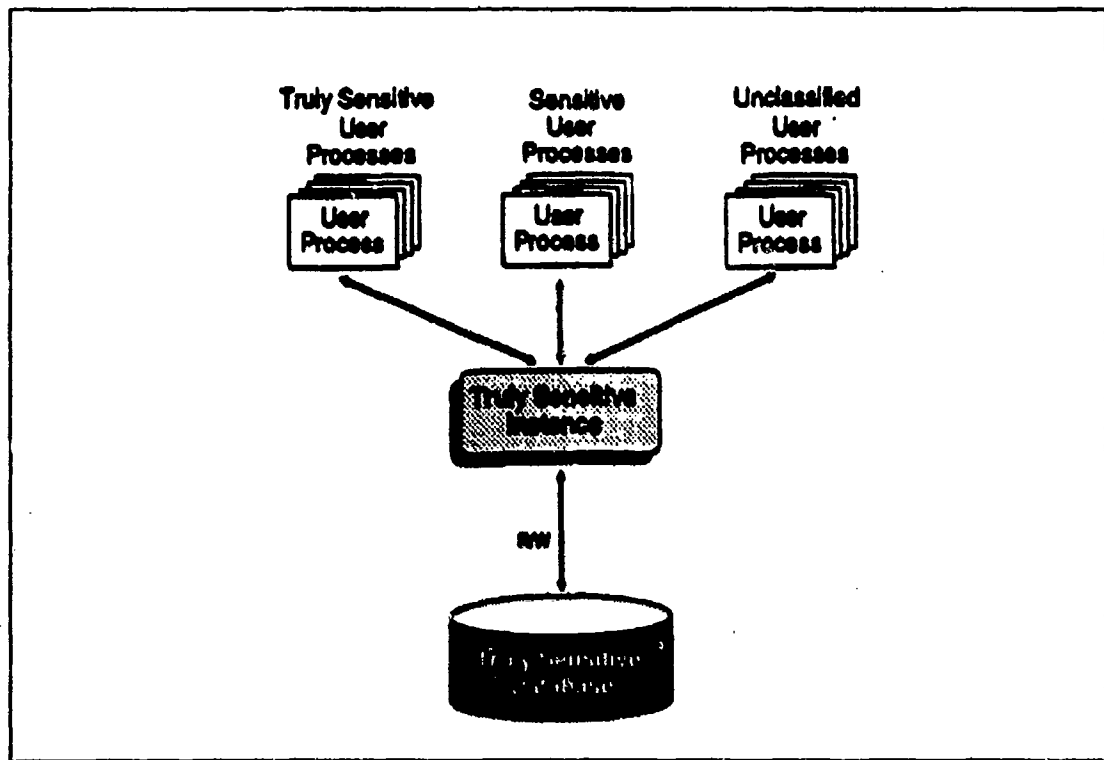 Truly Sensitive
User
Processes
Sensitive
User
Processes
Unclassified
User
Processes
User
Process
User
Process
User
Process
Truly Sensitive
Instance
R/W
Truly Sensitive
Database